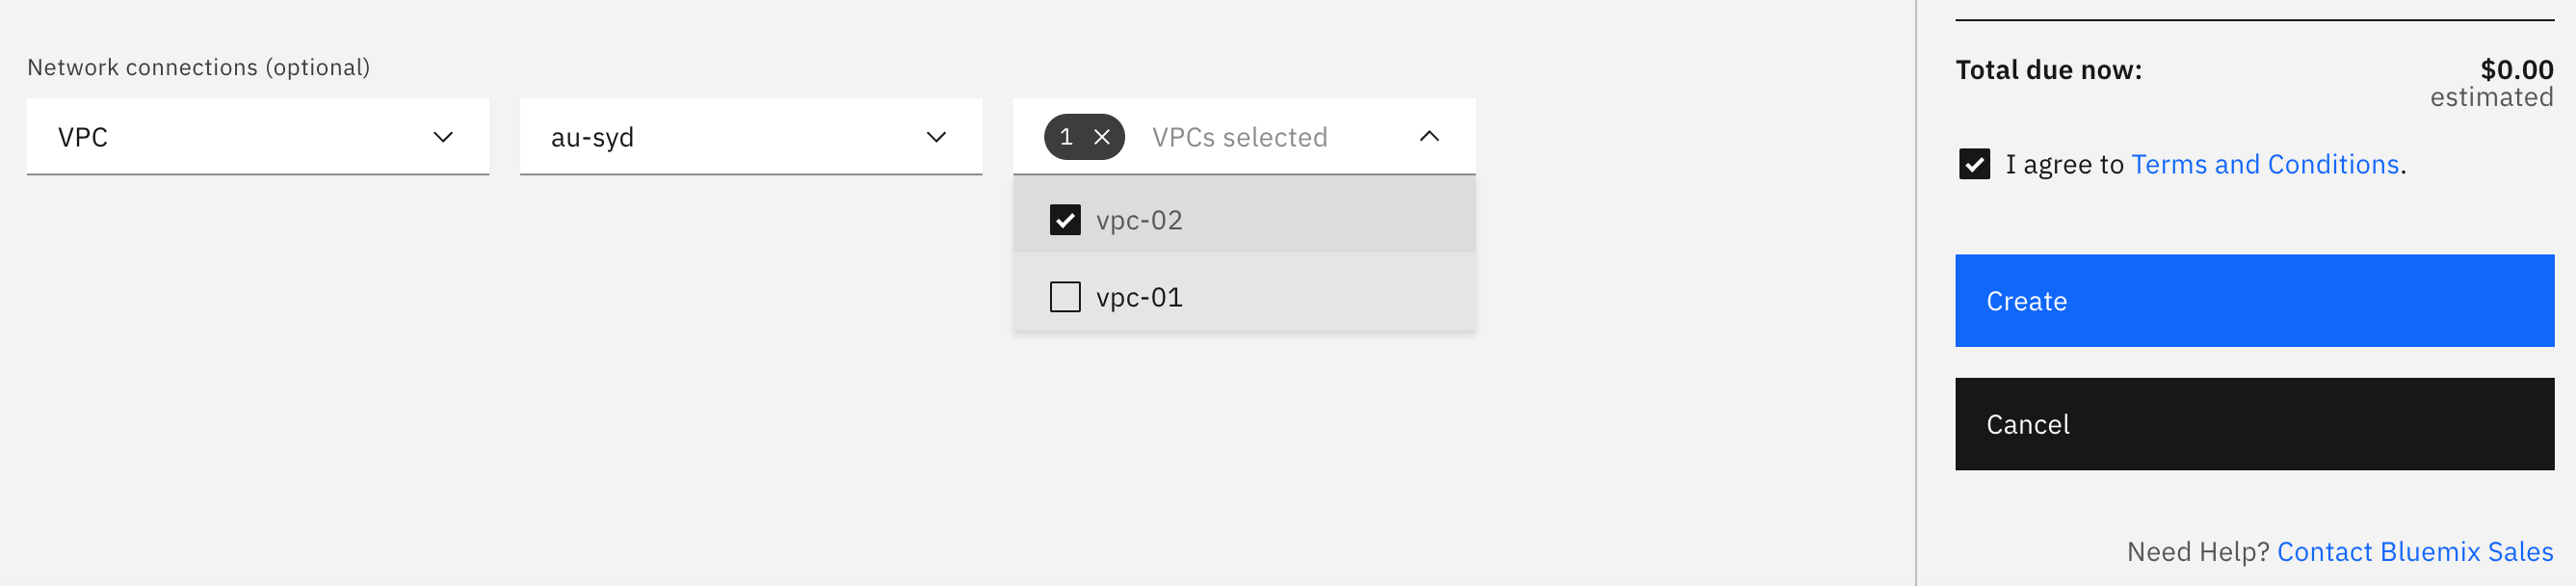 Network connections (optional)
VPC
au-syd
1 VPCs selected
vpc-02
vpc-01
Total due now: $0.00
estimated
I agree to Terms and Conditions.
Create
Cancel
Need Help? Contact Bluemix Sales